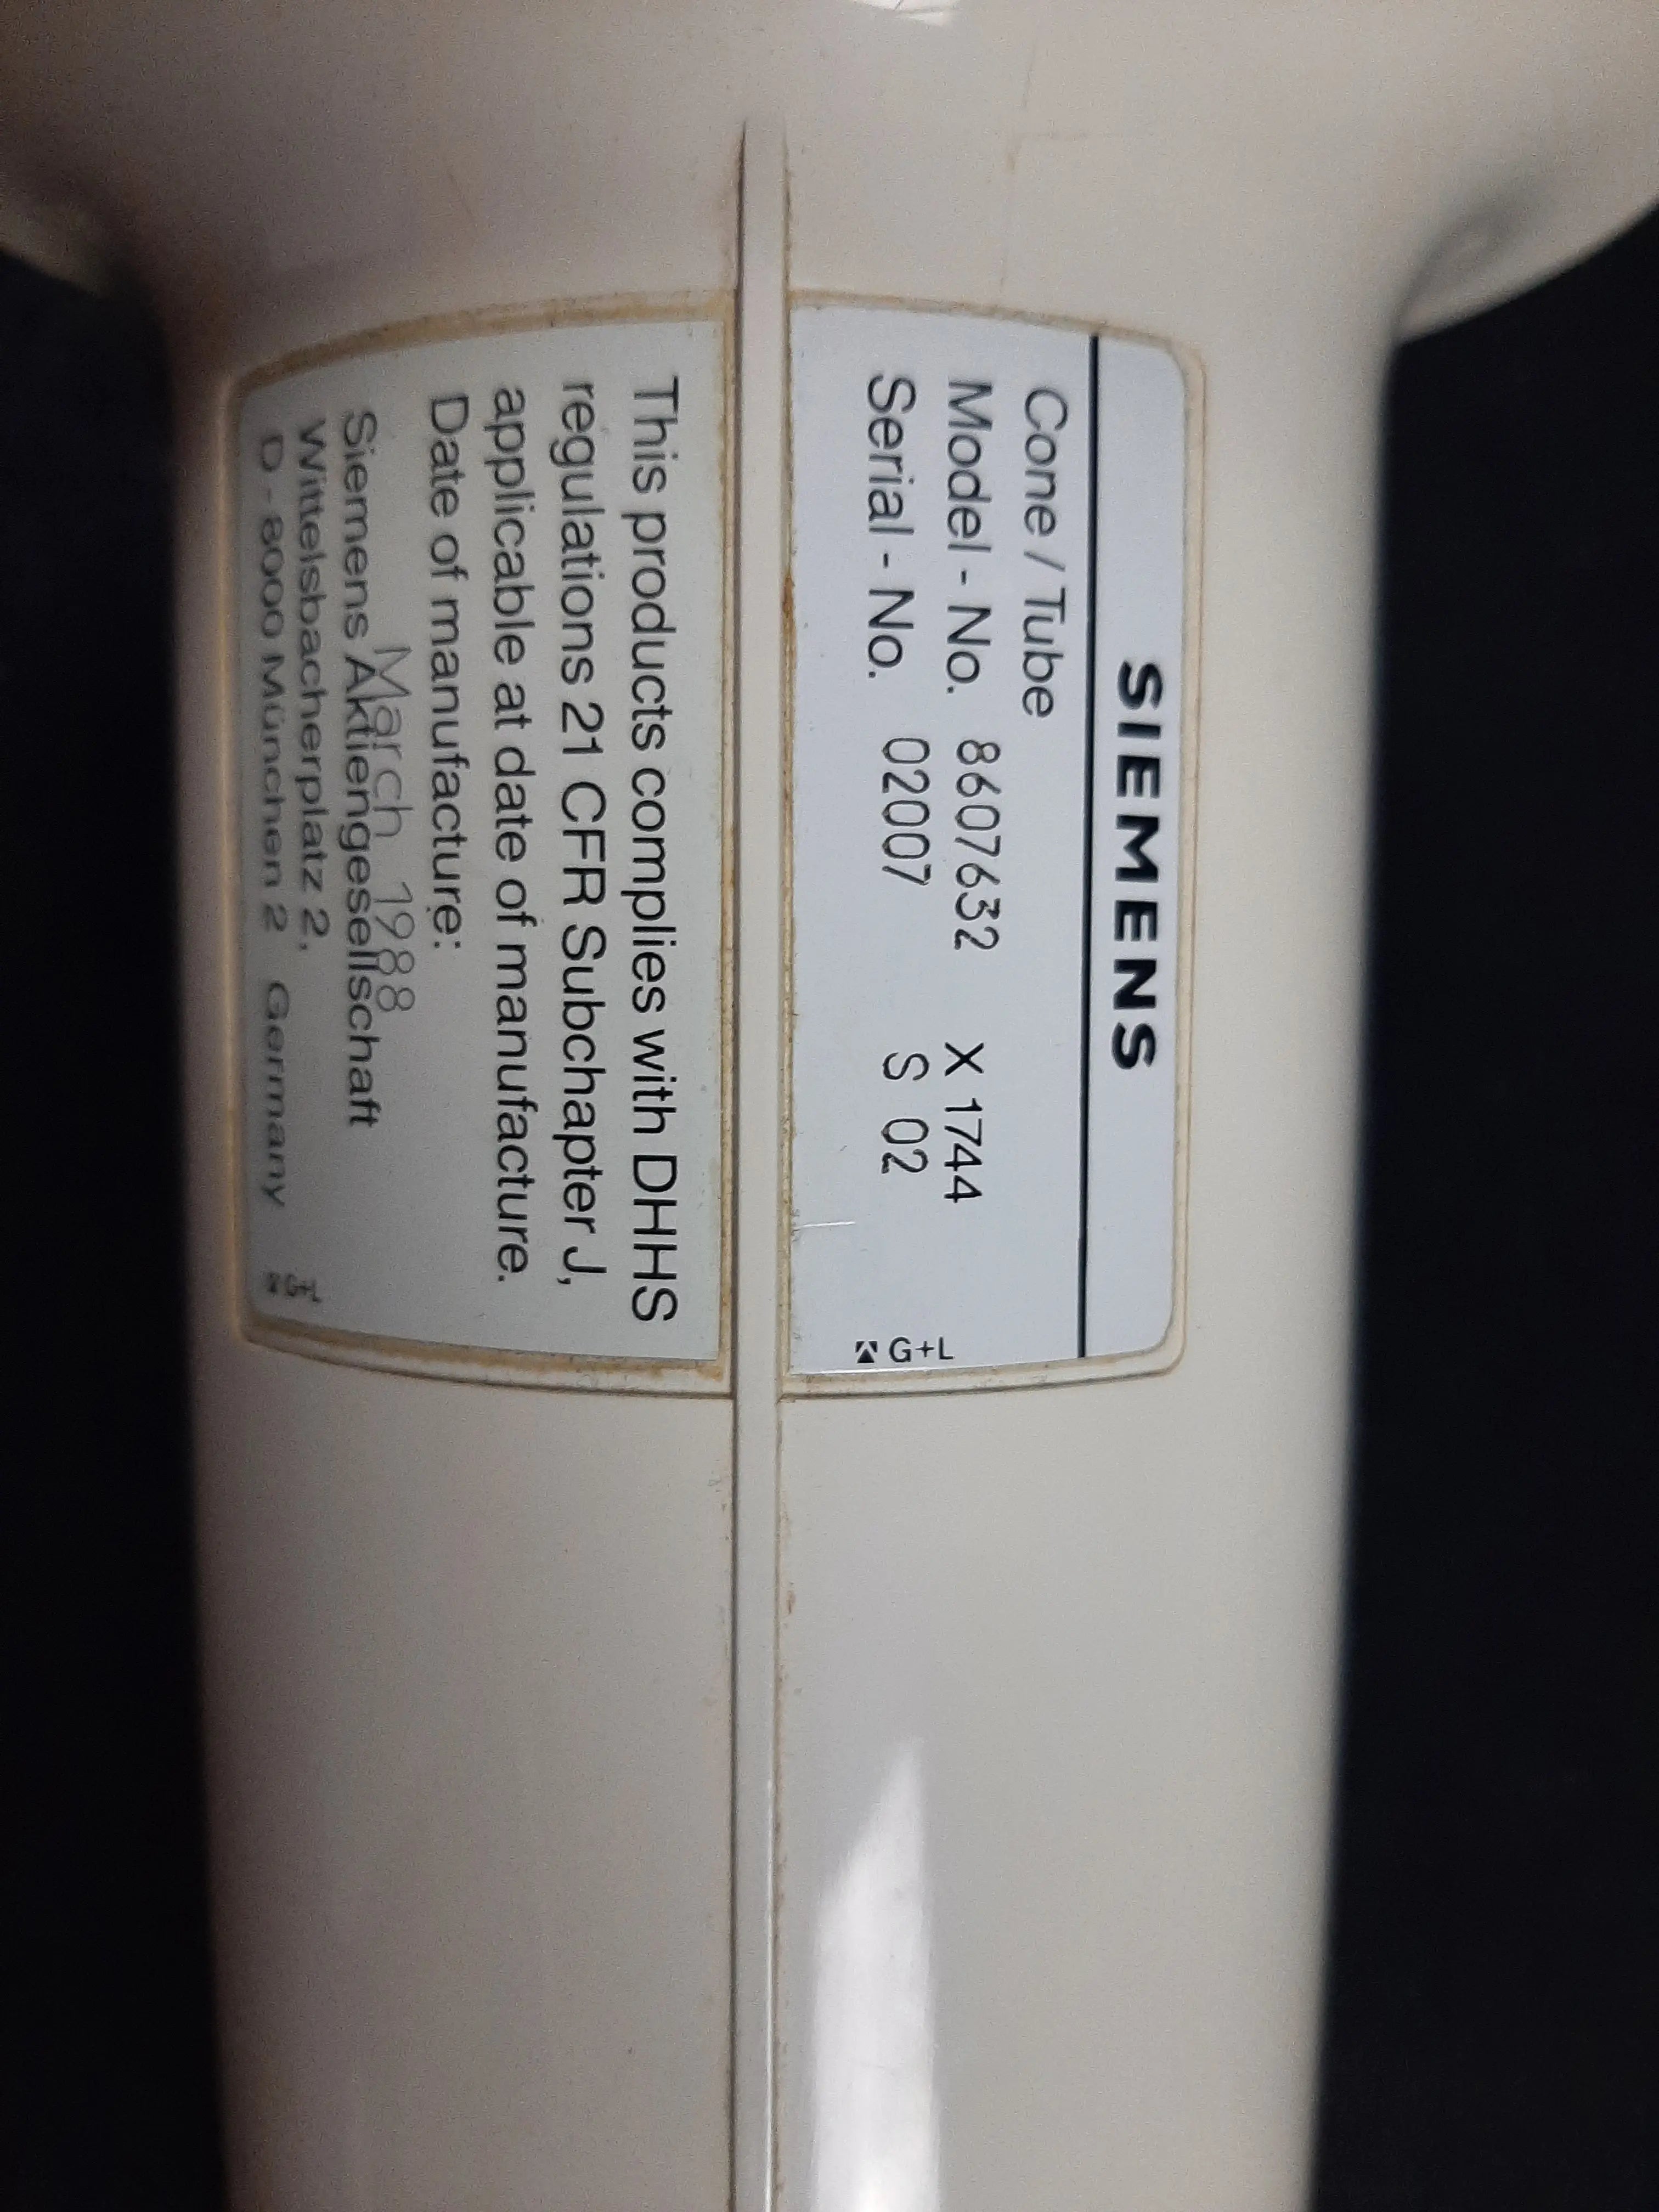 SIEMENS
Cone / Tube
Model - No. 8607632 X 1744
Serial - No. 02007 S 02
G+L
This products complies with DHHS
regulations 21 CFR Subchapter J,
applicable at date of manufacture.
Date of manufacture:
March 1988
Siemens Aktiengesellschaft
Wittelsbacherplatz 2,
D - 8000 München 2 Germany
G+L